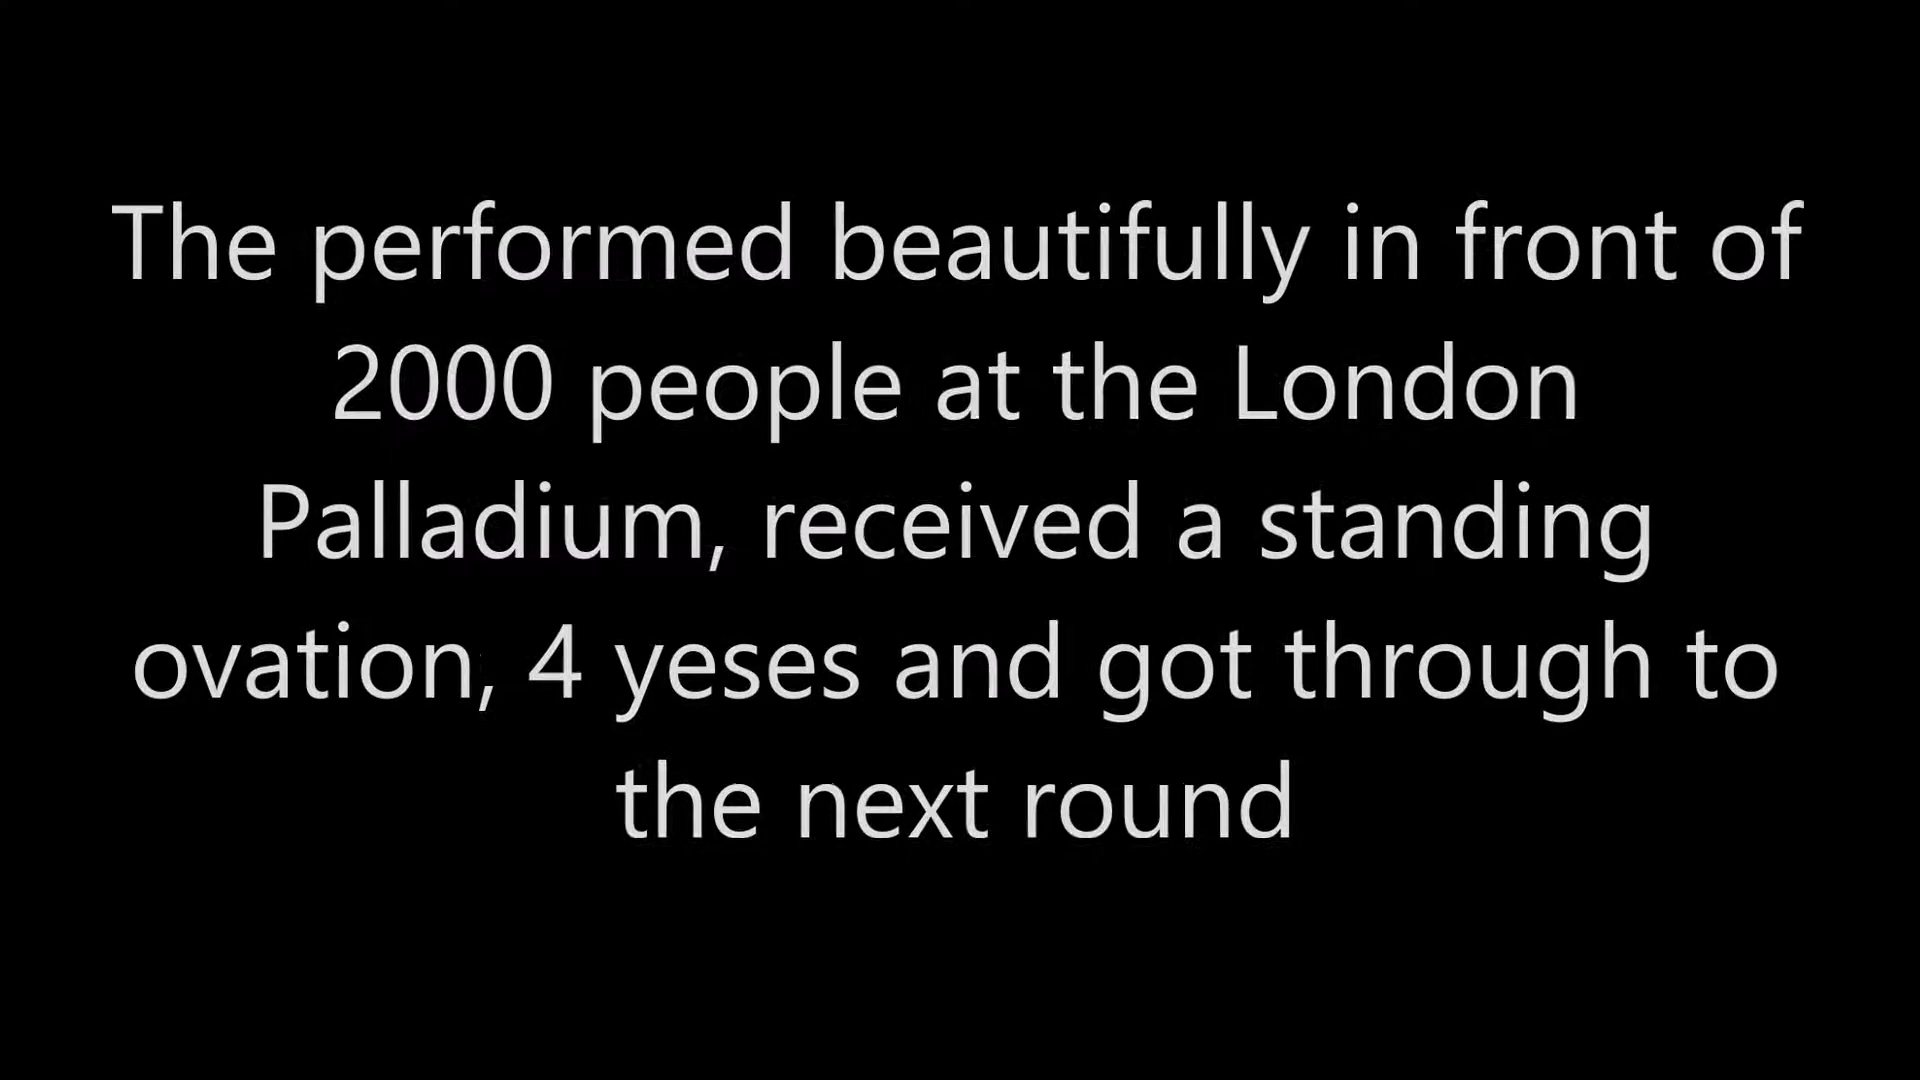 The performed beautifully in front of
2000 people at the London
Palladium, received a standing
ovation, 4 yeses and got through to
the next round